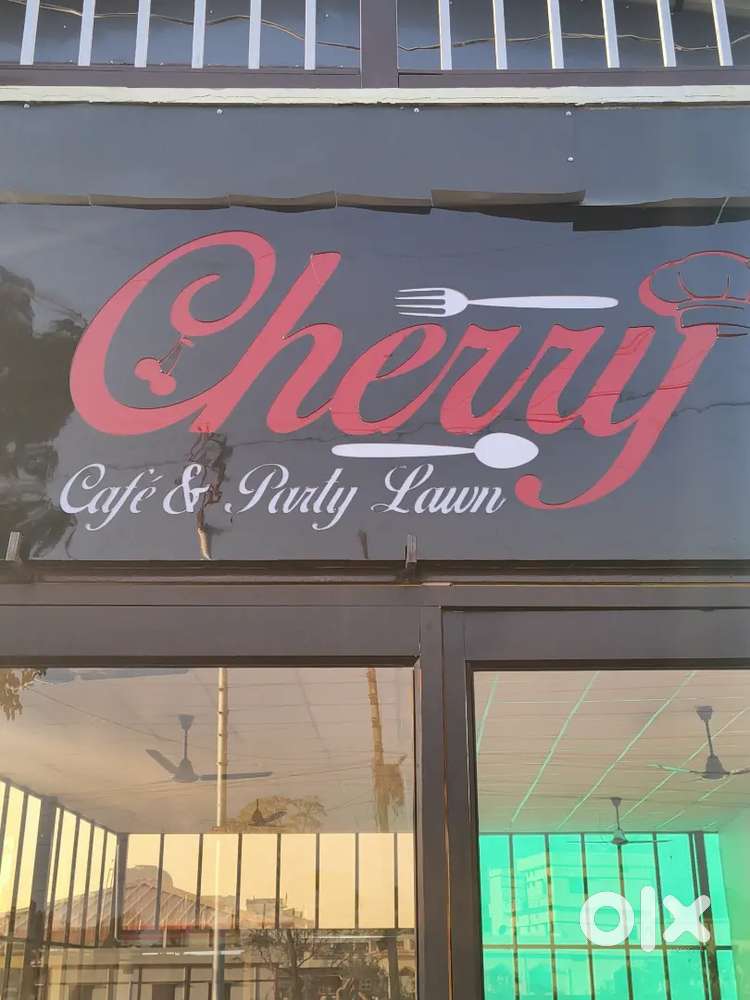 Cherry
Café & Party Lawn
olx